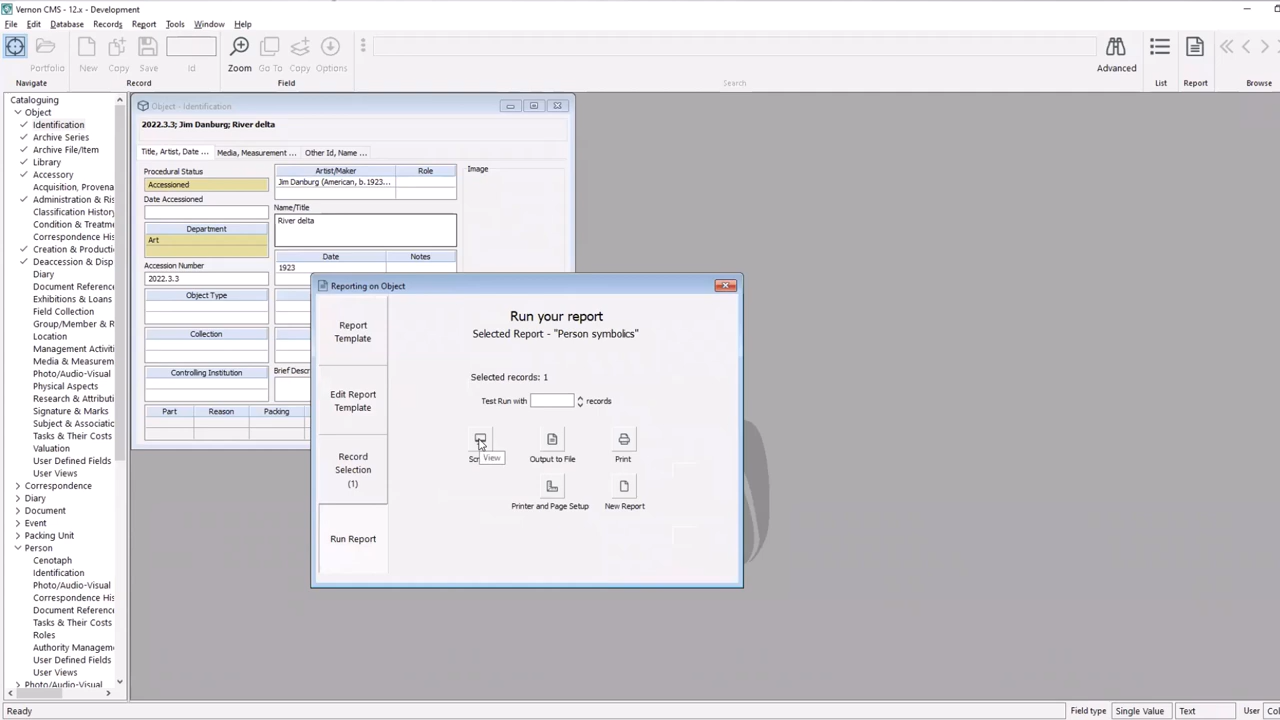 Vernon CMS - 12.x - Development
File Edit Database Records Report Tools Window Help
Portfolio New Copy Save Id Zoom Go To Copy Options Advanced
Navigate Record Field Search List Report Browse
Cataloguing
Object
Identification
Archive Series
Archive File/Item
Library
Accessory
Acquisition, Provena
Administration & Ri
Classification History
Condition & Treatme
Correspondence His
Creation & Producti
Deaccession & Disp
Diary
Document Reference
Exhibitions & Loans
Field Collection
Group/Member & R
Location
Management Activiti
Media & Measurem
Photo/Audio-Visual
Physical Aspects
Research & Attributi
Signature & Marks
Subject & Associatio
Tasks & Their Costs
Valuation
User Defined Fields
User Views
Correspondence
Diary
Document
Event
Packing Unit
Person
Cenotaph
Identification
Photo/Audio-Visual
Correspondence His
Document Reference
Tasks & Their Costs
Roles
Authority Managem
User Defined Fields
User Views
Photo/Audio-Visual
Object - Identification
2022.3.3; Jim Danburg; River delta
Title, Artist, Date ... Media, Measurement ... Other Id, Name ...
Procedural Status
Accessioned
Date Accessioned
Department
Art
Accession Number
2022.3.3
Object Type
Collection
Controlling Institution
Artist/Maker Role
Jim Danburg (American, b.1923...
Name/Title
River delta
Date Notes
1923
Brief Descr
Image
Part Reason Packing
Reporting on Object
Report
Template
Edit Report
Template
Record
Selection
(1)
Run Report
Run your report
Selected Report - "Person symbolics"
Selected records: 1
Test Run with records
View
Output to File Print
Printer and Page Setup New Report
Ready Field type Single Value Text User